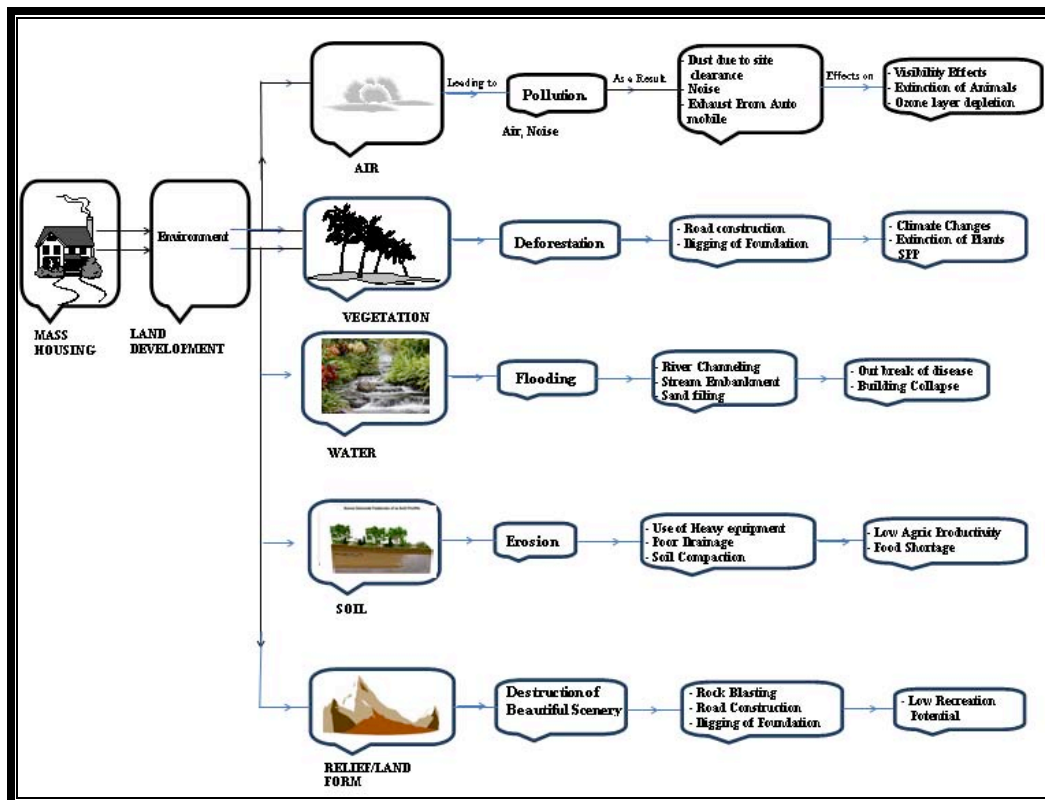 Leading to
Pollution.
Air, Noise
As a Result
- Dust due to site
clearance
- Noise
- Exhaust From Auto
mobile
Effects on
- Visibility Effects
- Extinction of Animals
- Ozone layer depletion
AIR
MASS
HOUSING
Environment
LAND
DEVELOPMENT
VEGETATION
Deforestation
- Road construction
- Digging of Foundation
- Climate Changes
- Extinction of Plants
SPP
WATER
Flooding
- River Channeling
- Stream Embankment
- Sand filing
- Out break of disease
- Building Collapse
SOIL
Erosion
- Use of Heavy equipment
- Poor Drainage
- Soil Compaction
- Low Agric Productivity
- Food Shortage
RELIEF/LAND
FORM
Destruction of
Beautiful Scenery
- Rock Blasting
- Road Construction
- Digging of Foundation
- Low Recreation
Potential